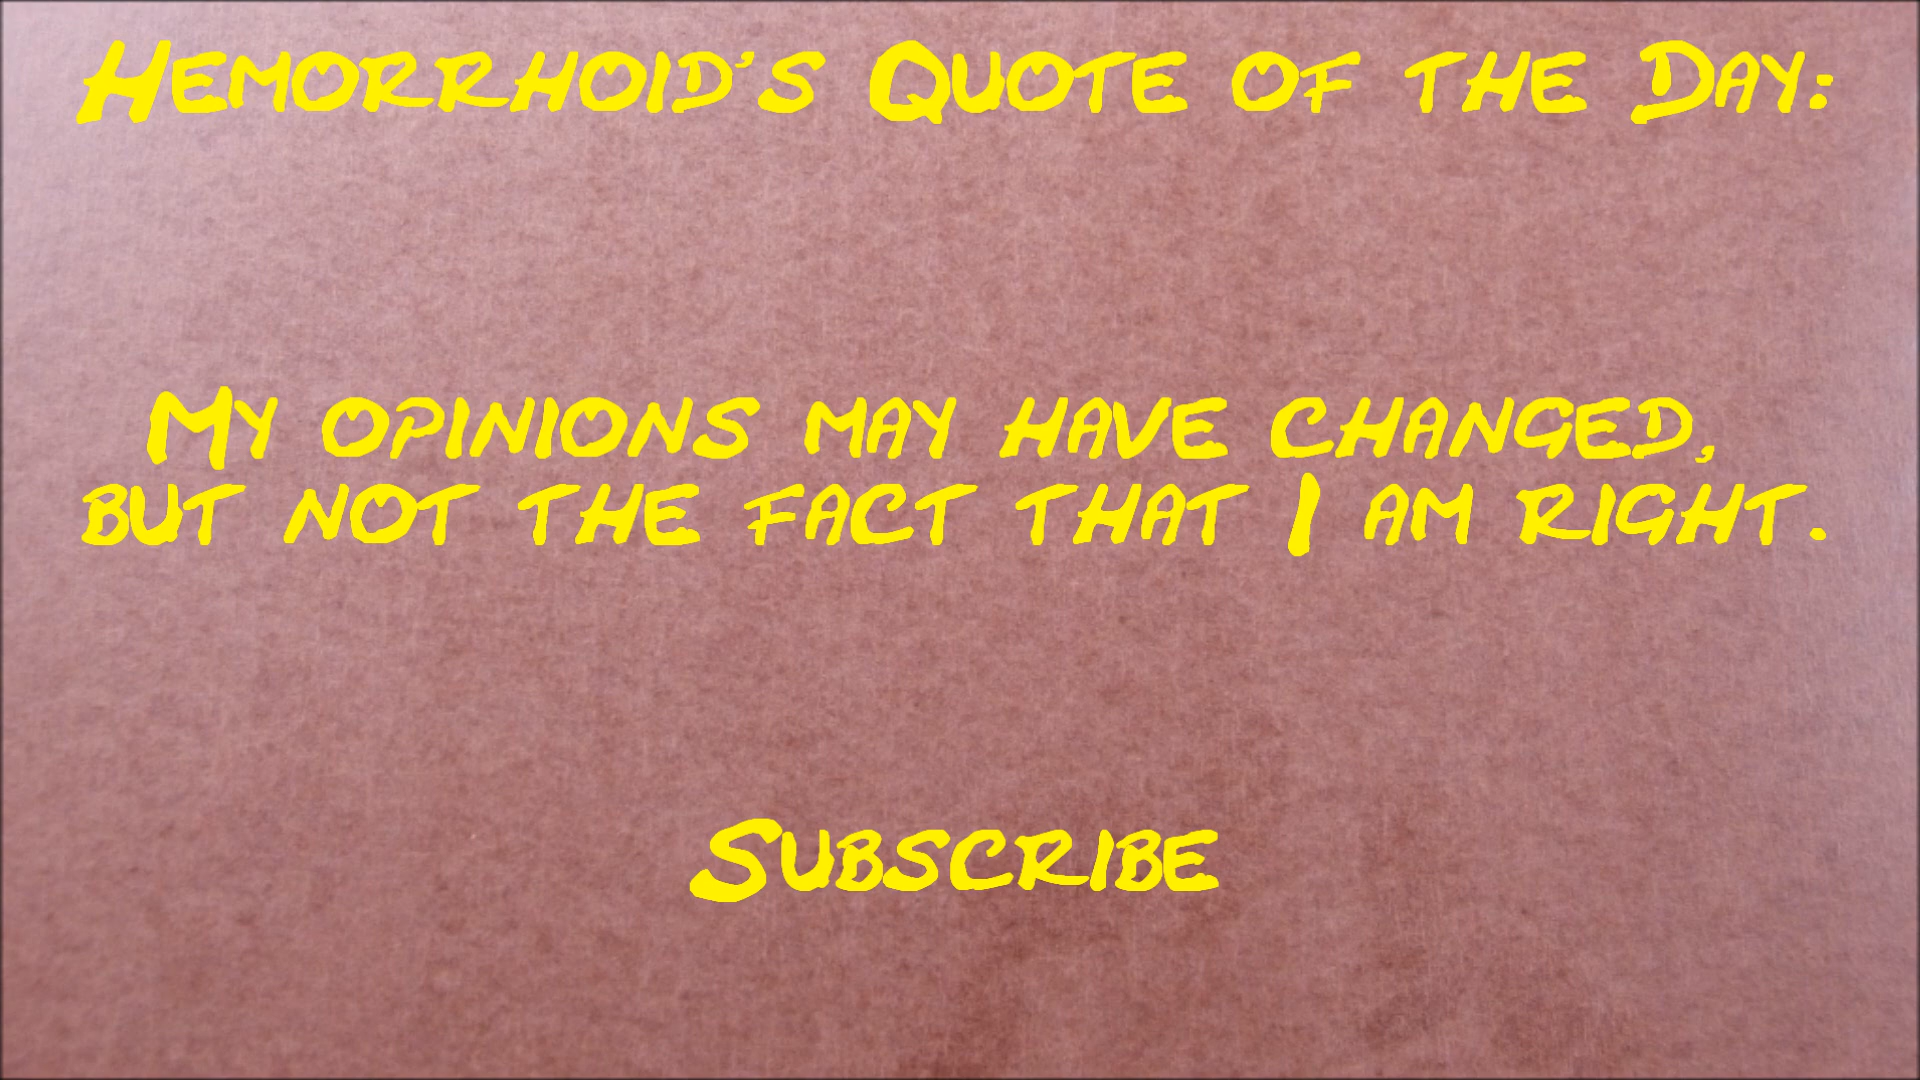 Hemorrhoid's Quote of the Day:
My opinions may have changed,
but not the fact that I am right.
Subscribe